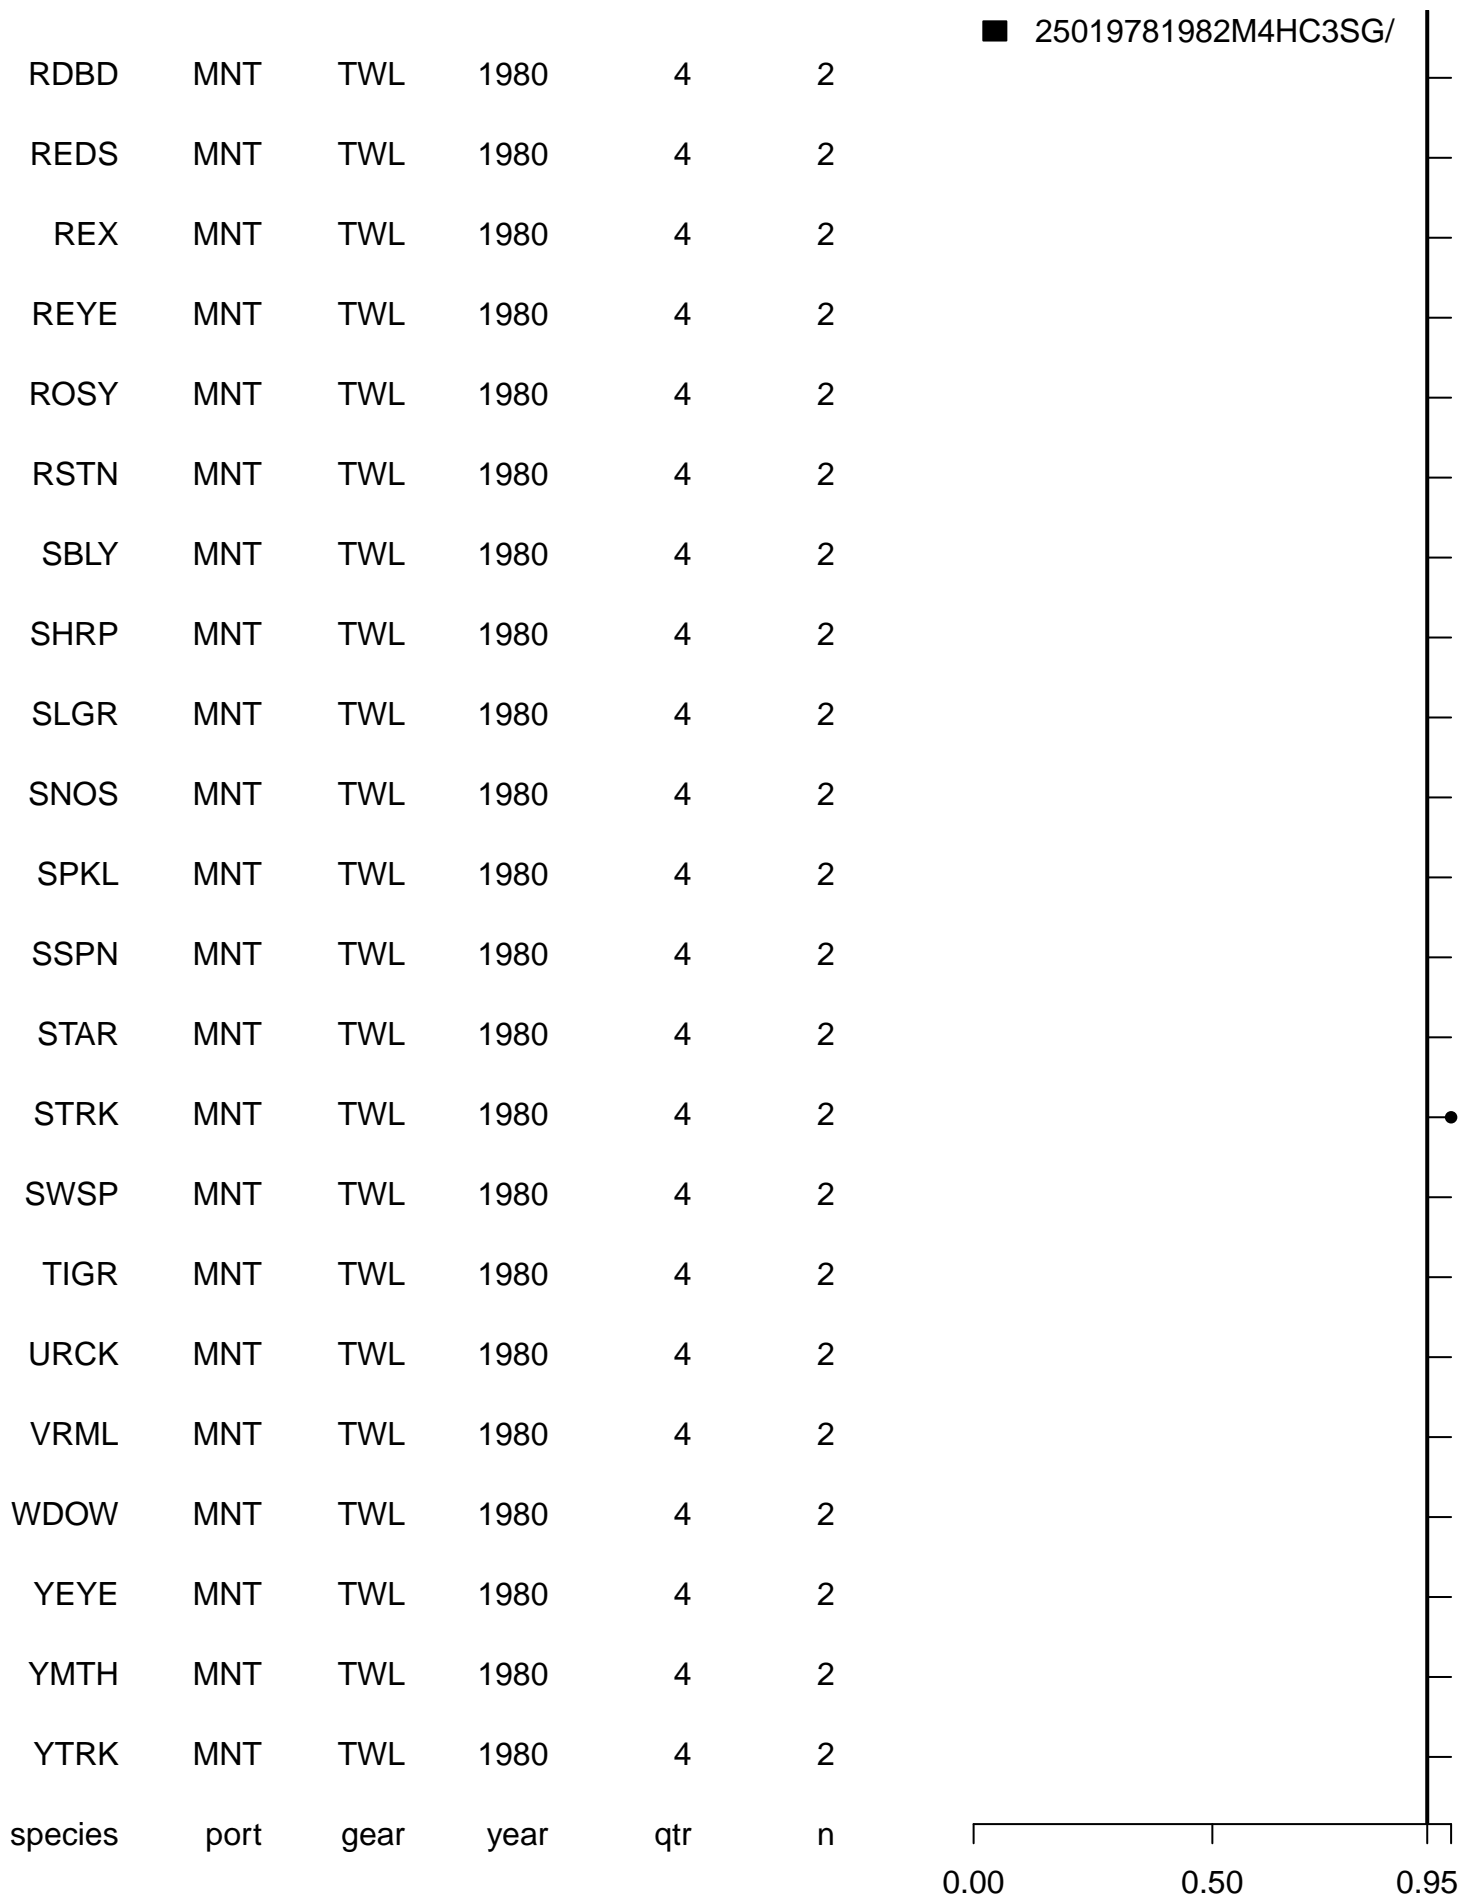 25019781982M4HC3SG/
RDBD MNT TWL 1980 4 2
REDS MNT TWL 1980 4 2
REX MNT TWL 1980 4 2
REYE MNT TWL 1980 4 2
ROSY MNT TWL 1980 4 2
RSTN MNT TWL 1980 4 2
SBLY MNT TWL 1980 4 2
SHRP MNT TWL 1980 4 2
SLGR MNT TWL 1980 4 2
SNOS MNT TWL 1980 4 2
SPKL MNT TWL 1980 4 2
SSPN MNT TWL 1980 4 2
STAR MNT TWL 1980 4 2
STRK MNT TWL 1980 4 2
SWSP MNT TWL 1980 4 2
TIGR MNT TWL 1980 4 2
URCK MNT TWL 1980 4 2
VRML MNT TWL 1980 4 2
WDOW MNT TWL 1980 4 2
YEYE MNT TWL 1980 4 2
YMTH MNT TWL 1980 4 2
YTRK MNT TWL 1980 4 2
species port gear year qtr n
0.00 0.50 0.95